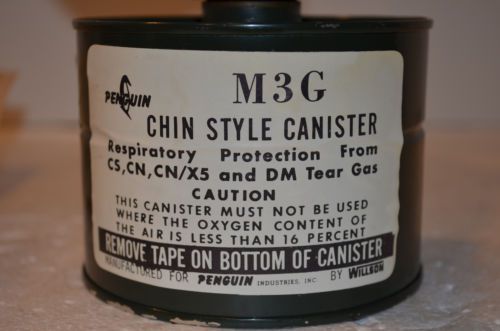 PENGUIN
M3G
CHIN STYLE CANISTER
Respiratory Protection From
CS,CN,CN/X5 and DM Tear Gas
CAUTION
THIS CANISTER MUST NOT BE USED
WHERE THE OXYGEN CONTENT OF
THE AIR IS LESS THAN 16 PERCENT
REMOVE TAPE ON BOTTOM OF CANISTER
MANUFACTURED FOR PENGUIN INDUSTRIES, INC. BY WILLSON